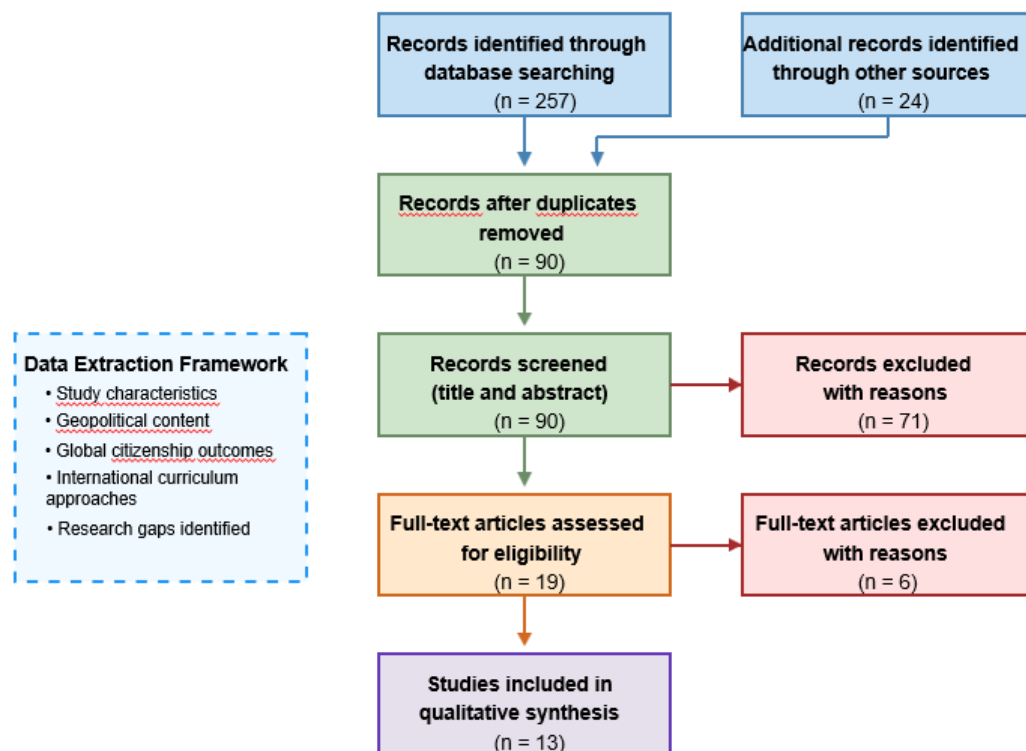 Records identified through
database searching
(n = 257)
Additional records identified
through other sources
(n = 24)
Records after duplicates
removed
(n = 90)
Records screened
(title and abstract)
(n = 90)
Records excluded
with reasons
(n = 71)
Data Extraction Framework
• Study characteristics
• Geopolitical content
• Global citizenship outcomes
• International curriculum
approaches
• Research gaps identified
Full-text articles assessed
for eligibility
(n = 19)
Full-text articles excluded
with reasons
(n = 6)
Studies included in
qualitative synthesis
(n = 13)